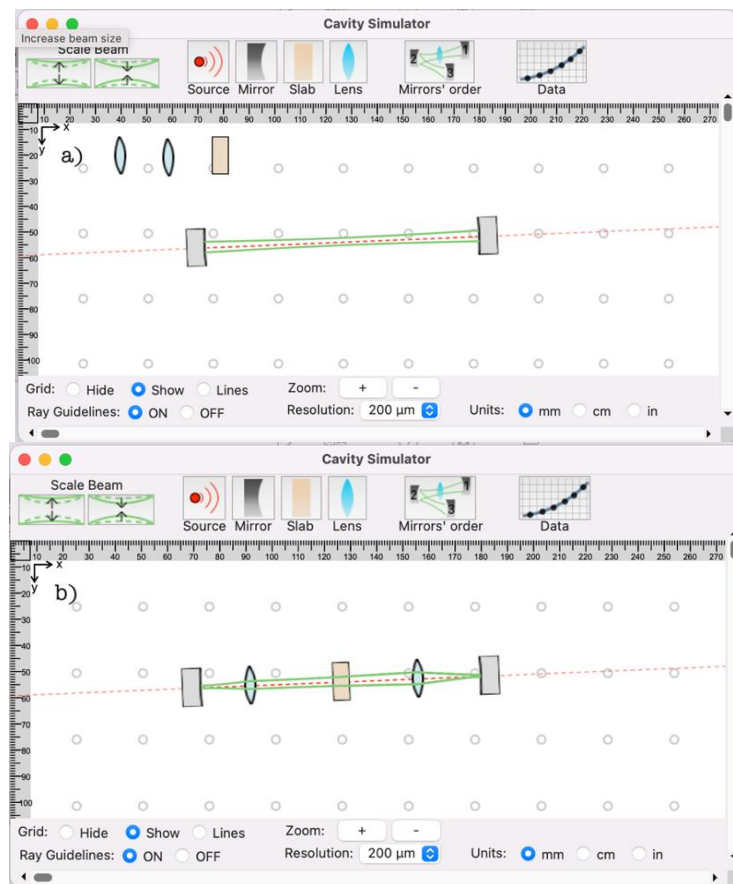 Cavity Simulator
Increase beam size
Scale Beam
Source Mirror Slab Lens Mirrors' order Data
2 1 3
10 20 30 40 50 60 70 80 90 100 110 120 130 140 150 160 170 180 190 200 210 220 230 240 250 260 270
x
y
a)
10
20
30
40
50
60
70
80
90
100
Grid: Hide Show Lines Zoom: + -
Ray Guidelines: ON OFF Resolution: 200 µm Units: mm cm in
Cavity Simulator
Scale Beam
Source Mirror Slab Lens Mirrors' order Data
2 1 3
10 20 30 40 50 60 70 80 90 100 110 120 130 140 150 160 170 180 190 200 210 220 230 240 250 260 270
x
y
b)
10
20
30
40
50
60
70
80
90
100
Grid: Hide Show Lines Zoom: + -
Ray Guidelines: ON OFF Resolution: 200 µm Units: mm cm in